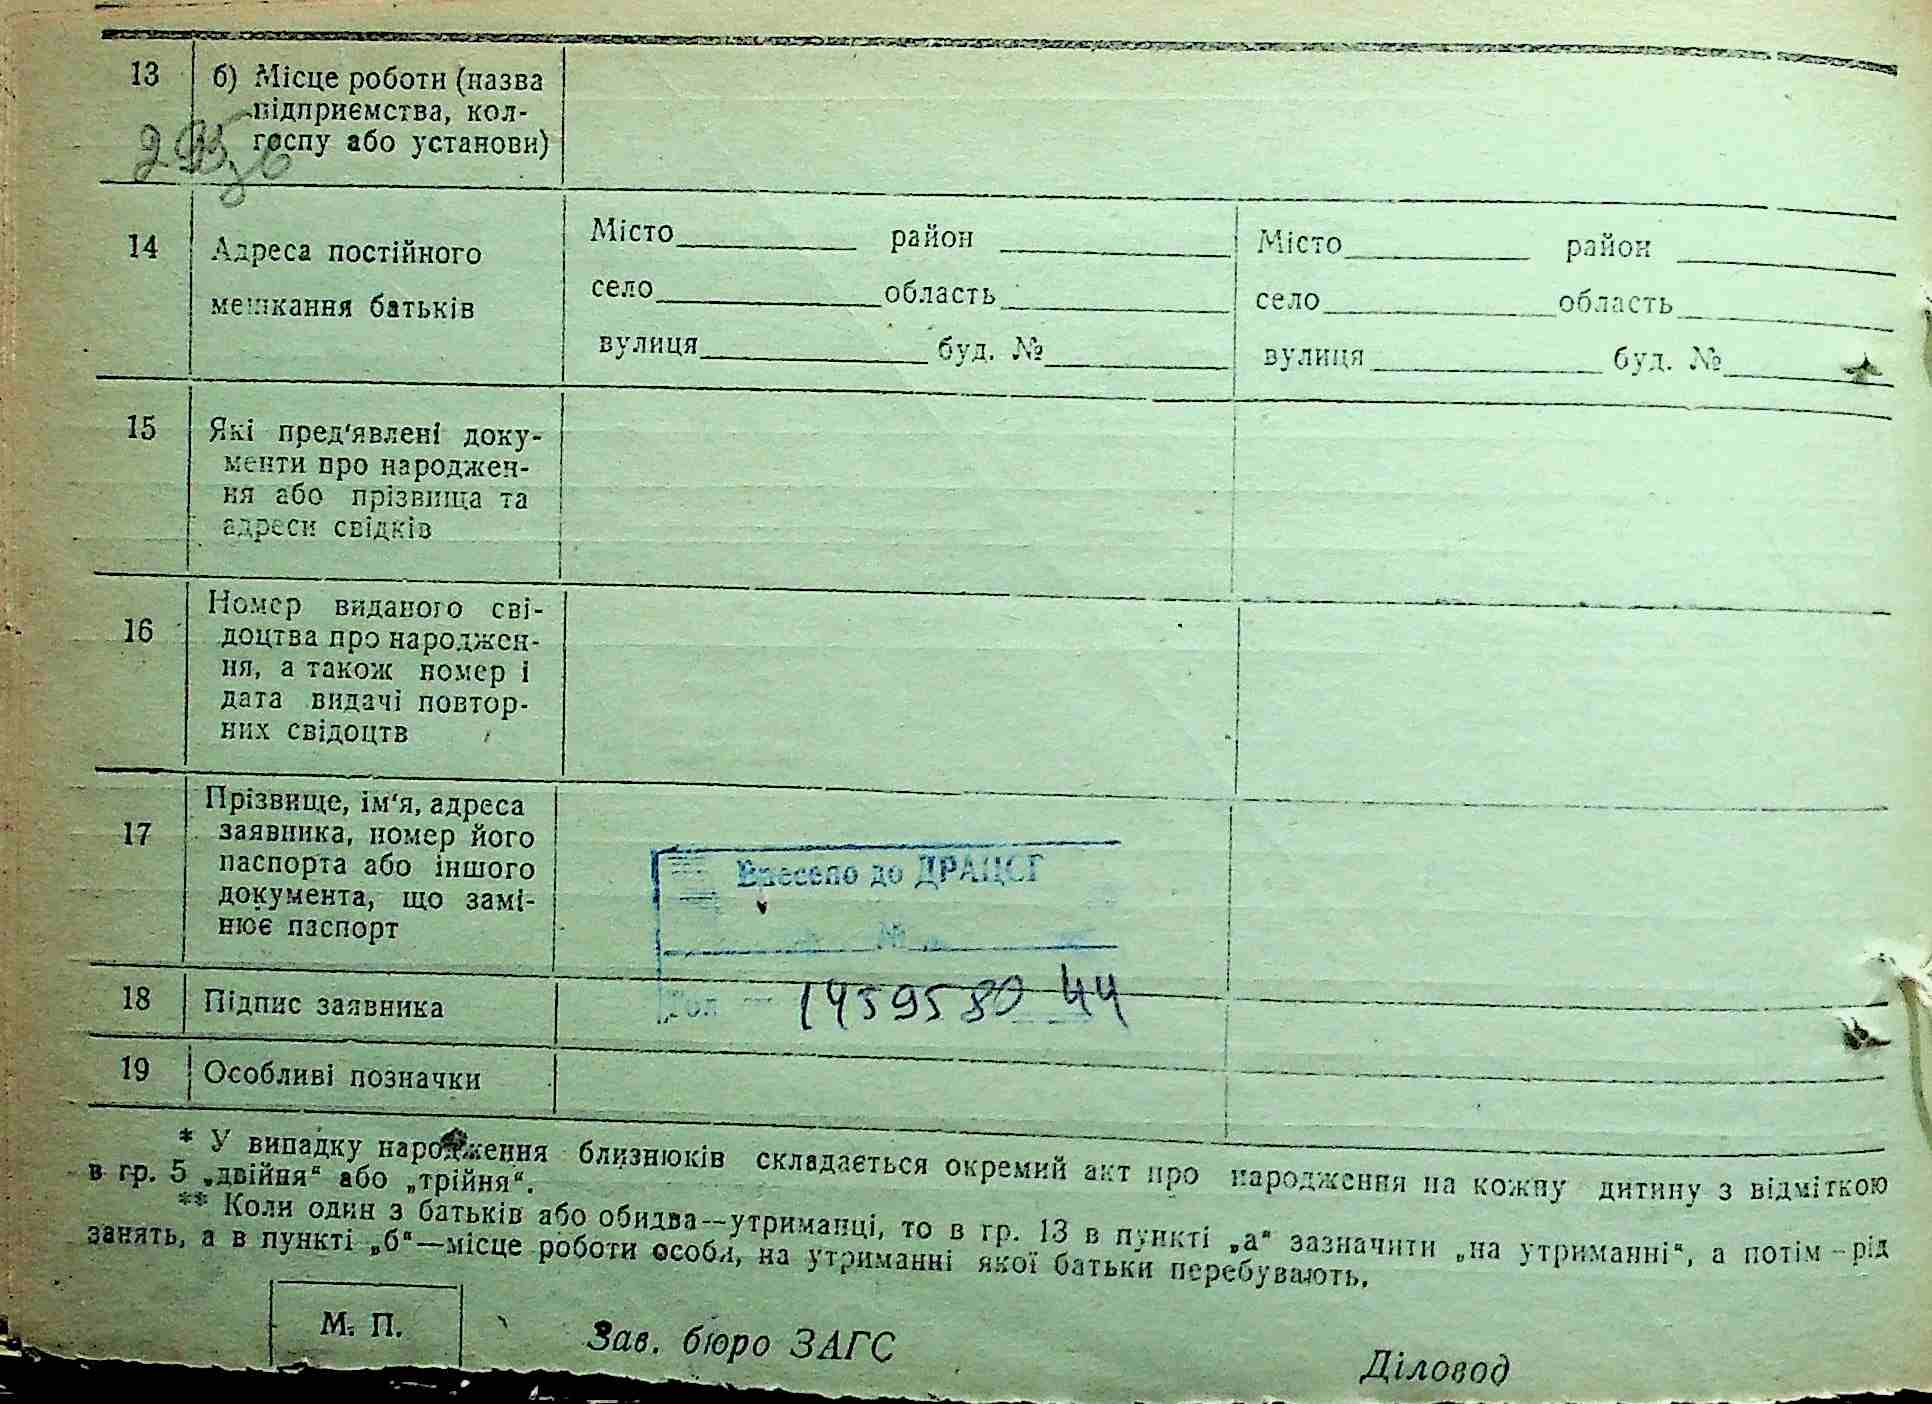 13 б) Місце роботи (назва
підприємства, кол-
госпу або установи)
14 Адреса постійного
мешкання батьків
Місто район
село область
вулиця буд. №
Місто район
село область
вулиця буд. №
15 Які пред'явлені доку-
менти про народжен-
ня або прізвища та
адреси свідків
16 Номер виданого сві-
доцтва про народжен-
ня, а також номер і
дата видачі повтор-
них свідоцтв
17 Прізвище, ім'я, адреса
заявника, номер його
паспорта або іншого
документа, що замі-
нює паспорт
Внесено до ДРАЦСГ
№
1459580 44
18 Підпис заявника
19 Особливі позначки
* У випадку народження близнюків складається окремий акт про народження на кожну дитину з відміткою
в гр. 5 „двійня“ або „трійня“.
** Коли один з батьків або обидва—утриманці, то в гр. 13 в пункті „а“ зазначити „на утриманні“, а потім—рід
занять, а в пункті „б“—місце роботи особи, на утриманні якої батьки перебувають.
М. П.
Зав. бюро ЗАГС
Діловод